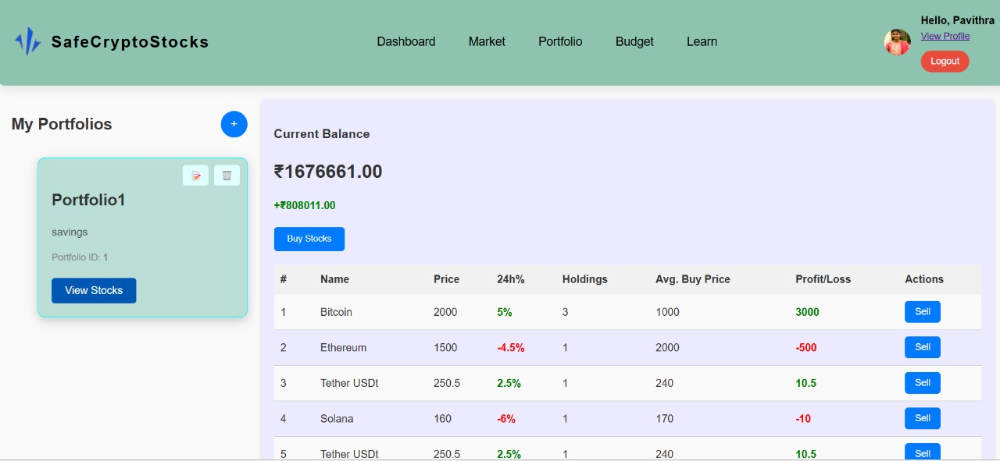 SafeCryptoStocks
Dashboard Market Portfolio Budget Learn
Hello, Pavithra
View Profile
Logout
My Portfolios +
Portfolio1
savings
Portfolio ID: 1
View Stocks
Current Balance
₹1676661.00
+₹808011.00
Buy Stocks
# Name Price 24h% Holdings Avg. Buy Price Profit/Loss Actions
1 Bitcoin 2000 5% 3 1000 3000 Sell
2 Ethereum 1500 -4.5% 1 2000 -500 Sell
3 Tether USDt 250.5 2.5% 1 240 10.5 Sell
4 Solana 160 -6% 1 170 -10 Sell
5 Tether USDt 250.5 2.5% 1 240 10.5 Sell